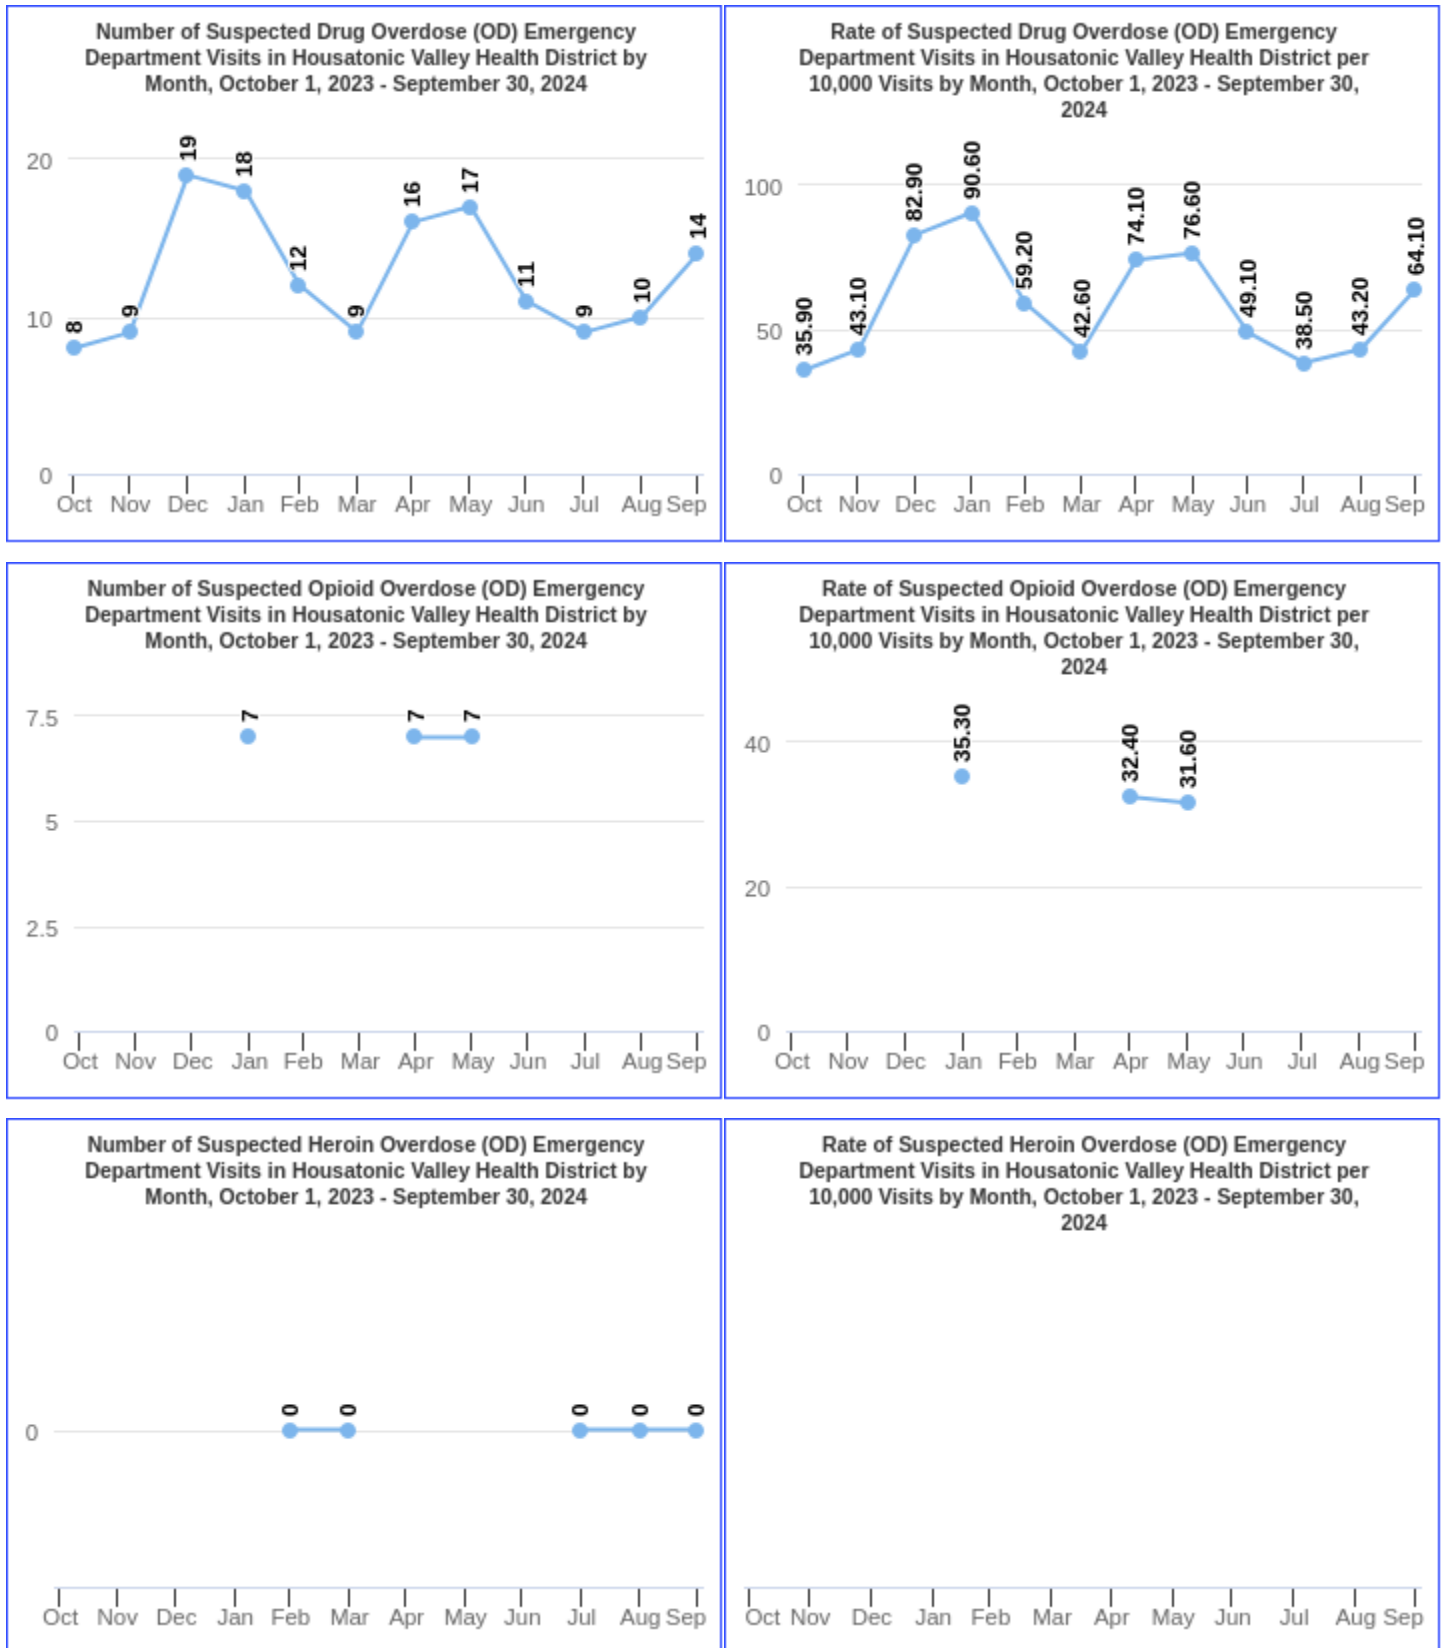 Number of Suspected Drug Overdose (OD) Emergency
Department Visits in Housatonic Valley Health District by
Month, October 1, 2023 - September 30, 2024
20
10
0
8
9
19
18
12
9
16
17
11
9
10
14
Oct Nov Dec Jan Feb Mar Apr May Jun Jul Aug Sep
Rate of Suspected Drug Overdose (OD) Emergency
Department Visits in Housatonic Valley Health District per
10,000 Visits by Month, October 1, 2023 - September 30,
2024
100
50
0
35.90
43.10
82.90
90.60
59.20
42.60
74.10
76.60
49.10
38.50
43.20
64.10
Oct Nov Dec Jan Feb Mar Apr May Jun Jul Aug Sep
Number of Suspected Opioid Overdose (OD) Emergency
Department Visits in Housatonic Valley Health District by
Month, October 1, 2023 - September 30, 2024
7.5
5
2.5
0
7
7
7
Oct Nov Dec Jan Feb Mar Apr May Jun Jul Aug Sep
Rate of Suspected Opioid Overdose (OD) Emergency
Department Visits in Housatonic Valley Health District per
10,000 Visits by Month, October 1, 2023 - September 30,
2024
40
20
0
35.30
32.40
31.60
Oct Nov Dec Jan Feb Mar Apr May Jun Jul Aug Sep
Number of Suspected Heroin Overdose (OD) Emergency
Department Visits in Housatonic Valley Health District by
Month, October 1, 2023 - September 30, 2024
0
0
0
0
0
0
Oct Nov Dec Jan Feb Mar Apr May Jun Jul Aug Sep
Rate of Suspected Heroin Overdose (OD) Emergency
Department Visits in Housatonic Valley Health District per
10,000 Visits by Month, October 1, 2023 - September 30,
2024
Oct Nov Dec Jan Feb Mar Apr May Jun Jul Aug Sep